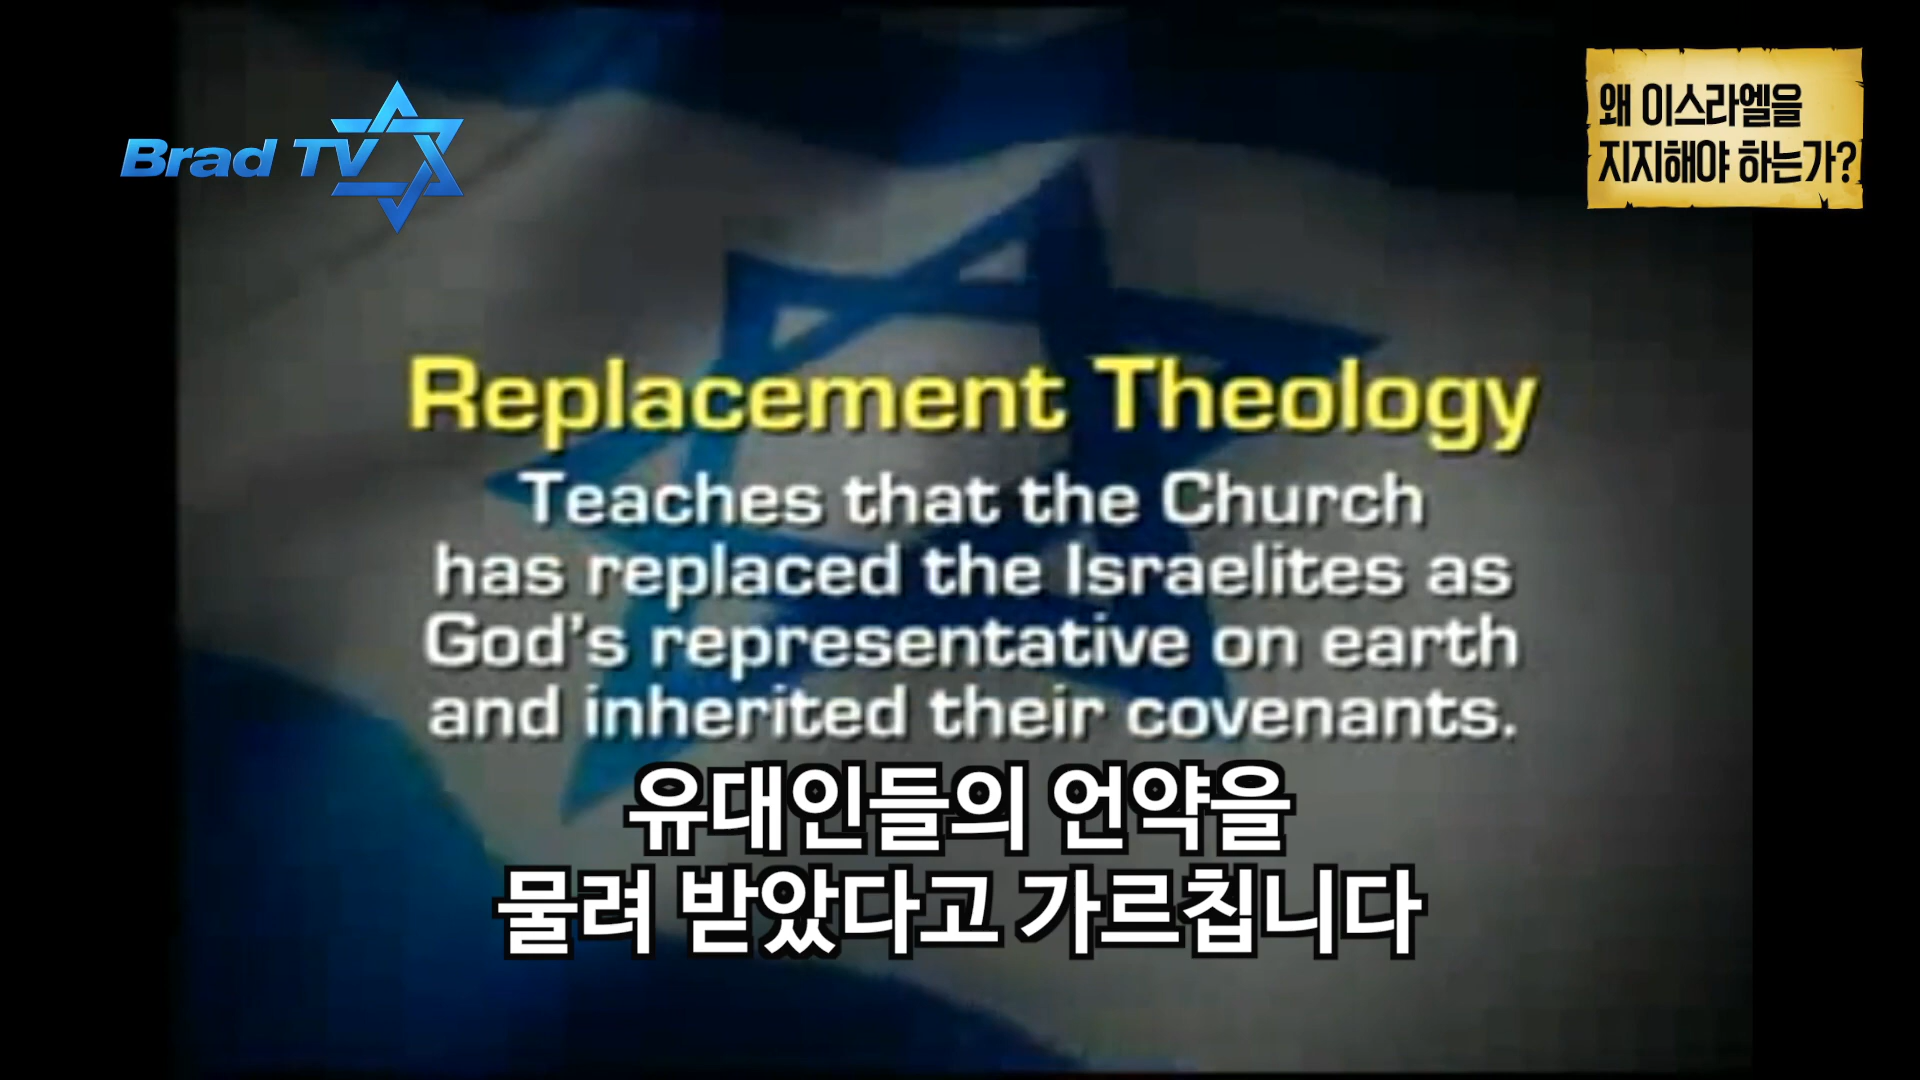 Brad TV
왜 이스라엘을
지지해야 하는가?
Replacement Theology
Teaches that the Church
has replaced the Israelites as
God's representative on earth
and inherited their covenants.
유대인들의 언약을
물려 받았다고 가르칩니다